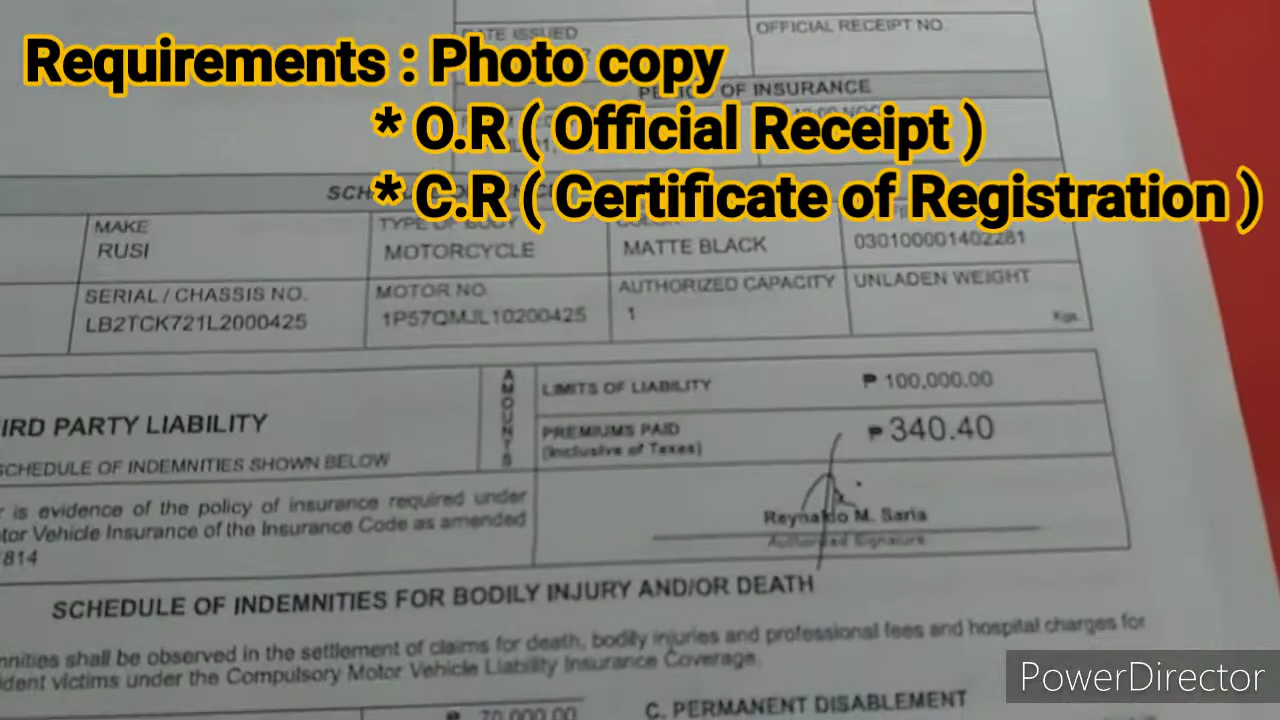 DATE ISSUED
OFFICIAL RECEIPT NO.
Requirements : Photo copy
OF INSURANCE
* O.R ( Official Receipt )
* C.R ( Certificate of Registration )
MAKE
RUSI
TYPE OF BODY
MOTORCYCLE
MATTE BLACK
030100001402281
SERIAL / CHASSIS NO.
LB2TCK721L2000425
MOTOR NO.
1P57QMJL10200425
AUTHORIZED CAPACITY
1
UNLADEN WEIGHT
Kgs.
IRD PARTY LIABILITY
SCHEDULE OF INDEMNITIES SHOWN BELOW
AMOUNTS
LIMITS OF LIABILITY
₱ 100,000.00
PREMIUMS PAID
(Inclusive of Taxes)
₱ 340.40
r is evidence of the policy of insurance required under
tor Vehicle Insurance of the Insurance Code as amended
814
Reynaldo M. Saria
Authorized Signature
SCHEDULE OF INDEMNITIES FOR BODILY INJURY AND/OR DEATH
nnities shall be observed in the settlement of claims for death, bodily injuries and professional fees and hospital charges for
ident victims under the Compulsory Motor Vehicle Liability Insurance Coverage.
₱ 70,000.00
C. PERMANENT DISABLEMENT
PowerDirector